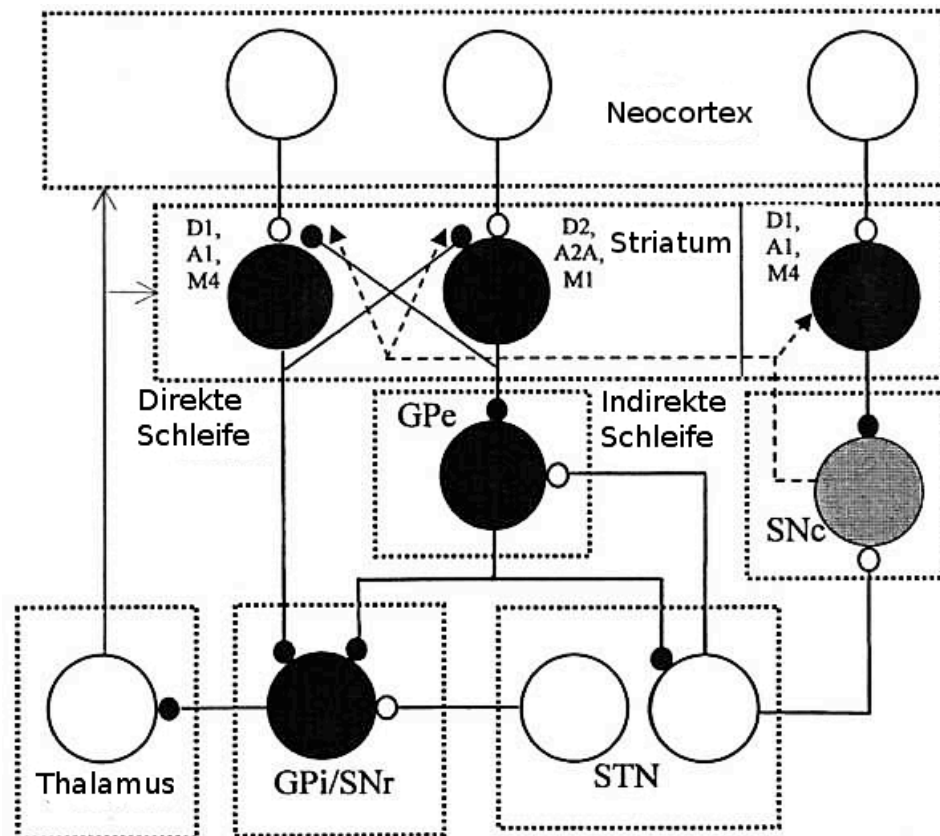 Neocortex
D1,
A1,
M4
D2,
A2A,
M1
Striatum
D1,
A1,
M4
Direkte
Schleife
GPe
Indirekte
Schleife
SNc
Thalamus
GPi/SNr
STN